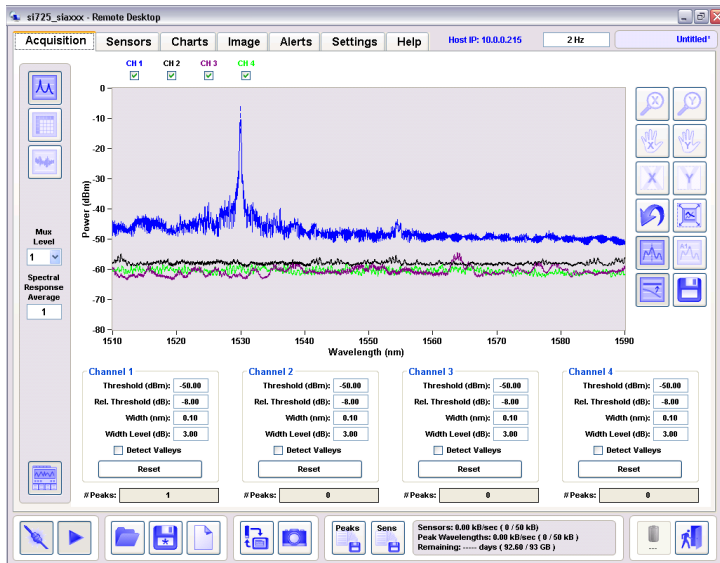 si725_siaxxx - Remote Desktop
Acquisition Sensors Charts Image Alerts Settings Help Host IP: 10.0.0.215 2 Hz Untitled*
CH 1 CH 2 CH 3 CH 4
X Y
X Y
X Y
Mux
Level
1
Spectral
Response
Average
1
Power (dBm)
0
-10
-20
-30
-40
-50
-60
-70
-80
1510 1520 1530 1540 1550 1560 1570 1580 1590
Wavelength (nm)
Channel 1
Threshold (dBm): -50.00
Rel. Threshold (dB): -8.00
Width (nm): 0.10
Width Level (dB): 3.00
Detect Valleys
Reset
# Peaks: 1
Channel 2
Threshold (dBm): -50.00
Rel. Threshold (dB): -8.00
Width (nm): 0.10
Width Level (dB): 3.00
Detect Valleys
Reset
# Peaks: 0
Channel 3
Threshold (dBm): -50.00
Rel. Threshold (dB): -8.00
Width (nm): 0.10
Width Level (dB): 3.00
Detect Valleys
Reset
# Peaks: 0
Channel 4
Threshold (dBm): -50.00
Rel. Threshold (dB): -8.00
Width (nm): 0.10
Width Level (dB): 3.00
Detect Valleys
Reset
# Peaks: 0
Peaks Sens
Sensors: 0.00 kB/sec ( 0 / 50 kB)
Peak Wavelengths: 0.00 kB/sec ( 0 / 50 kB )
Remaining: ----- days ( 92.60 / 93 GB )
---